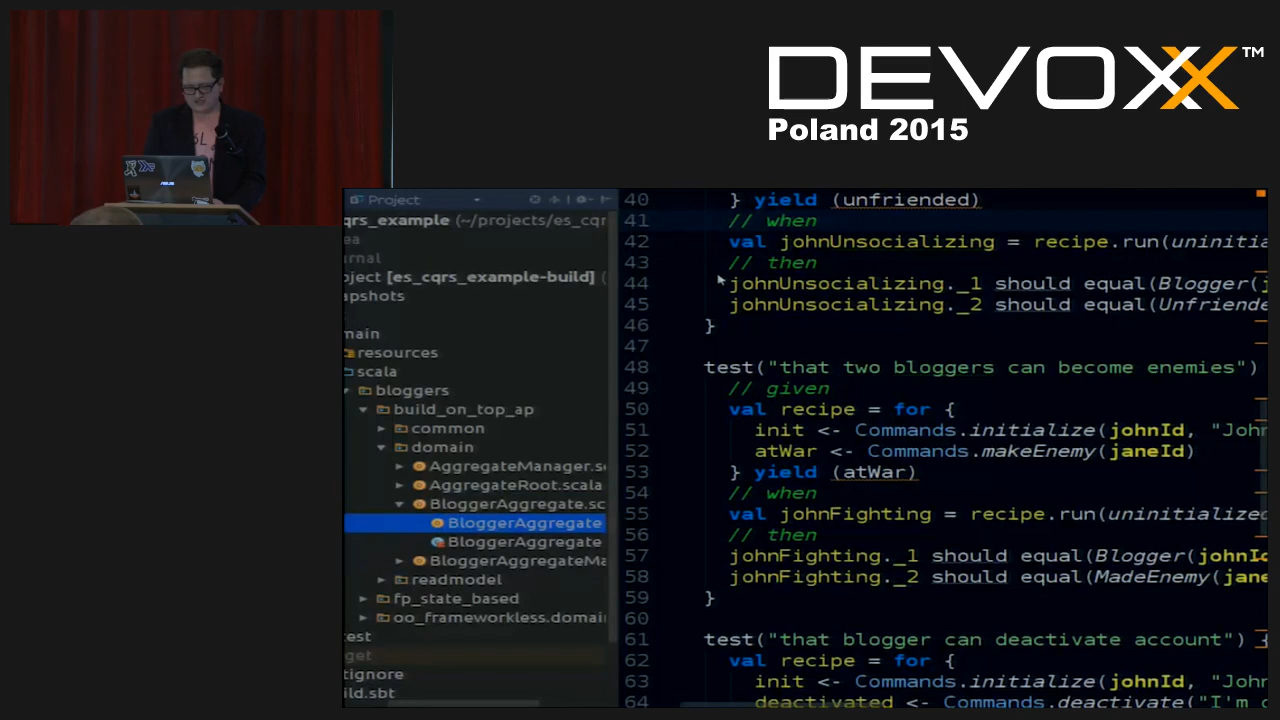 DEVOXX™
Poland 2015
Project
qrs_example (~/projects/es_cqr
ea
urnal
oject [es_cqrs_example-build] (
apshots
main
resources
scala
bloggers
build_on_top_ap
common
domain
AggregateManager.sc
AggregateRoot.scala
BloggerAggregate.sc
BloggerAggregate
BloggerAggregate
BloggerAggregateMa
readmodel
fp_state_based
oo_frameworkless.domai
test
get
tignore
ild.sbt
40 } yield (unfriended)
41 // when
42 val johnUnsocializing = recipe.run(uninitia
43 // then
44 johnUnsocializing._1 should equal(Blogger(j
45 johnUnsocializing._2 should equal(Unfriende
46 }
47
48 test("that two bloggers can become enemies")
49 // given
50 val recipe = for {
51 init <- Commands.initialize(johnId, "John
52 atWar <- Commands.makeEnemy(janeId)
53 } yield (atWar)
54 // when
55 val johnFighting = recipe.run(uninitialized
56 // then
57 johnFighting._1 should equal(Blogger(johnId
58 johnFighting._2 should equal(MadeEnemy(jane
59 }
60
61 test("that blogger can deactivate account") {
62 val recipe = for {
63 init <- Commands.initialize(johnId, "John
64 deactivated <- Commands.deactivate("I'm